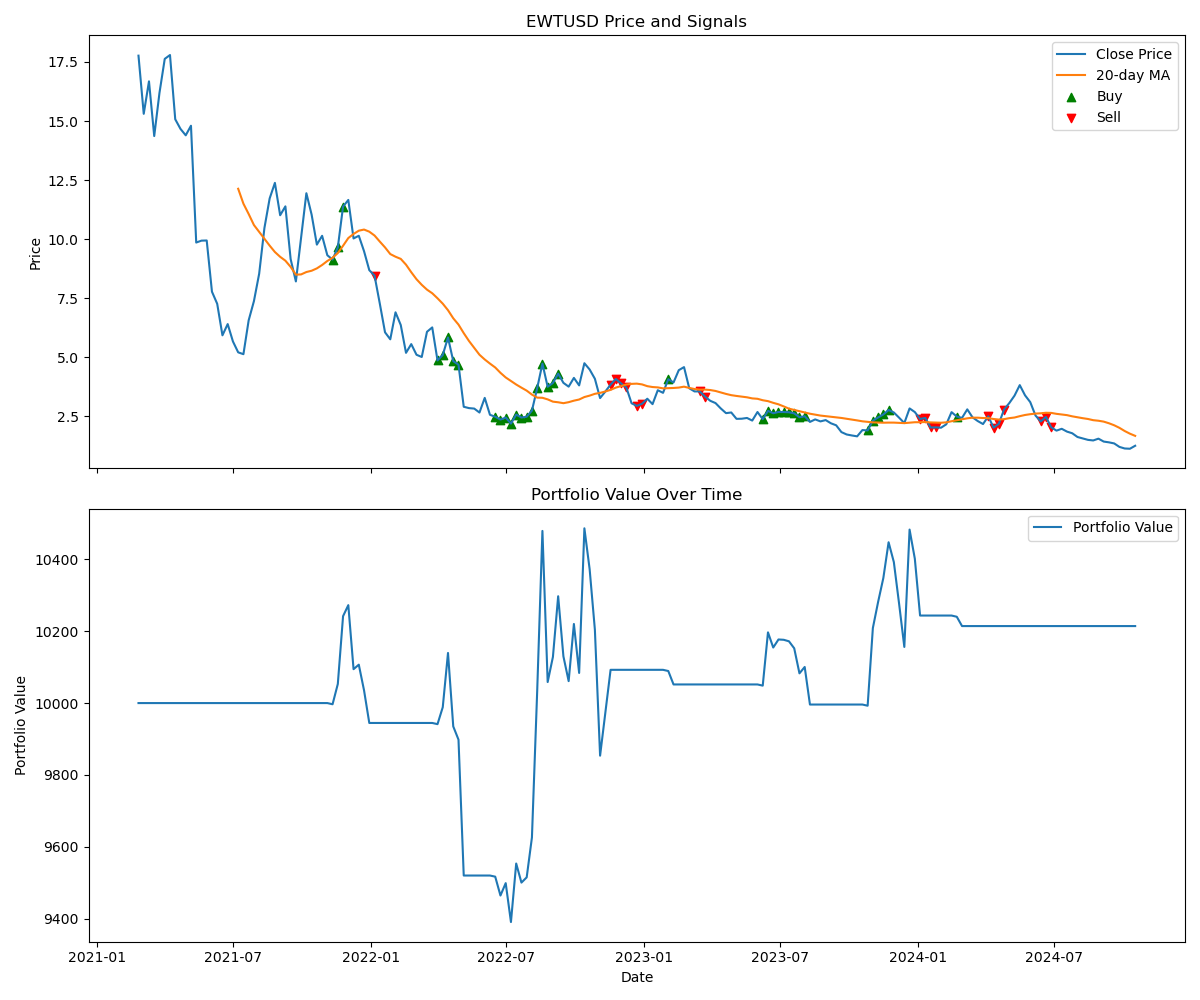 EWTUSD Price and Signals
Close Price
20-day MA
Buy
Sell
Price
17.5
15.0
12.5
10.0
7.5
5.0
2.5
Portfolio Value Over Time
Portfolio Value
Portfolio Value
10400
10200
10000
9800
9600
9400
2021-01
2021-07
2022-01
2022-07
2023-01
2023-07
2024-01
2024-07
Date